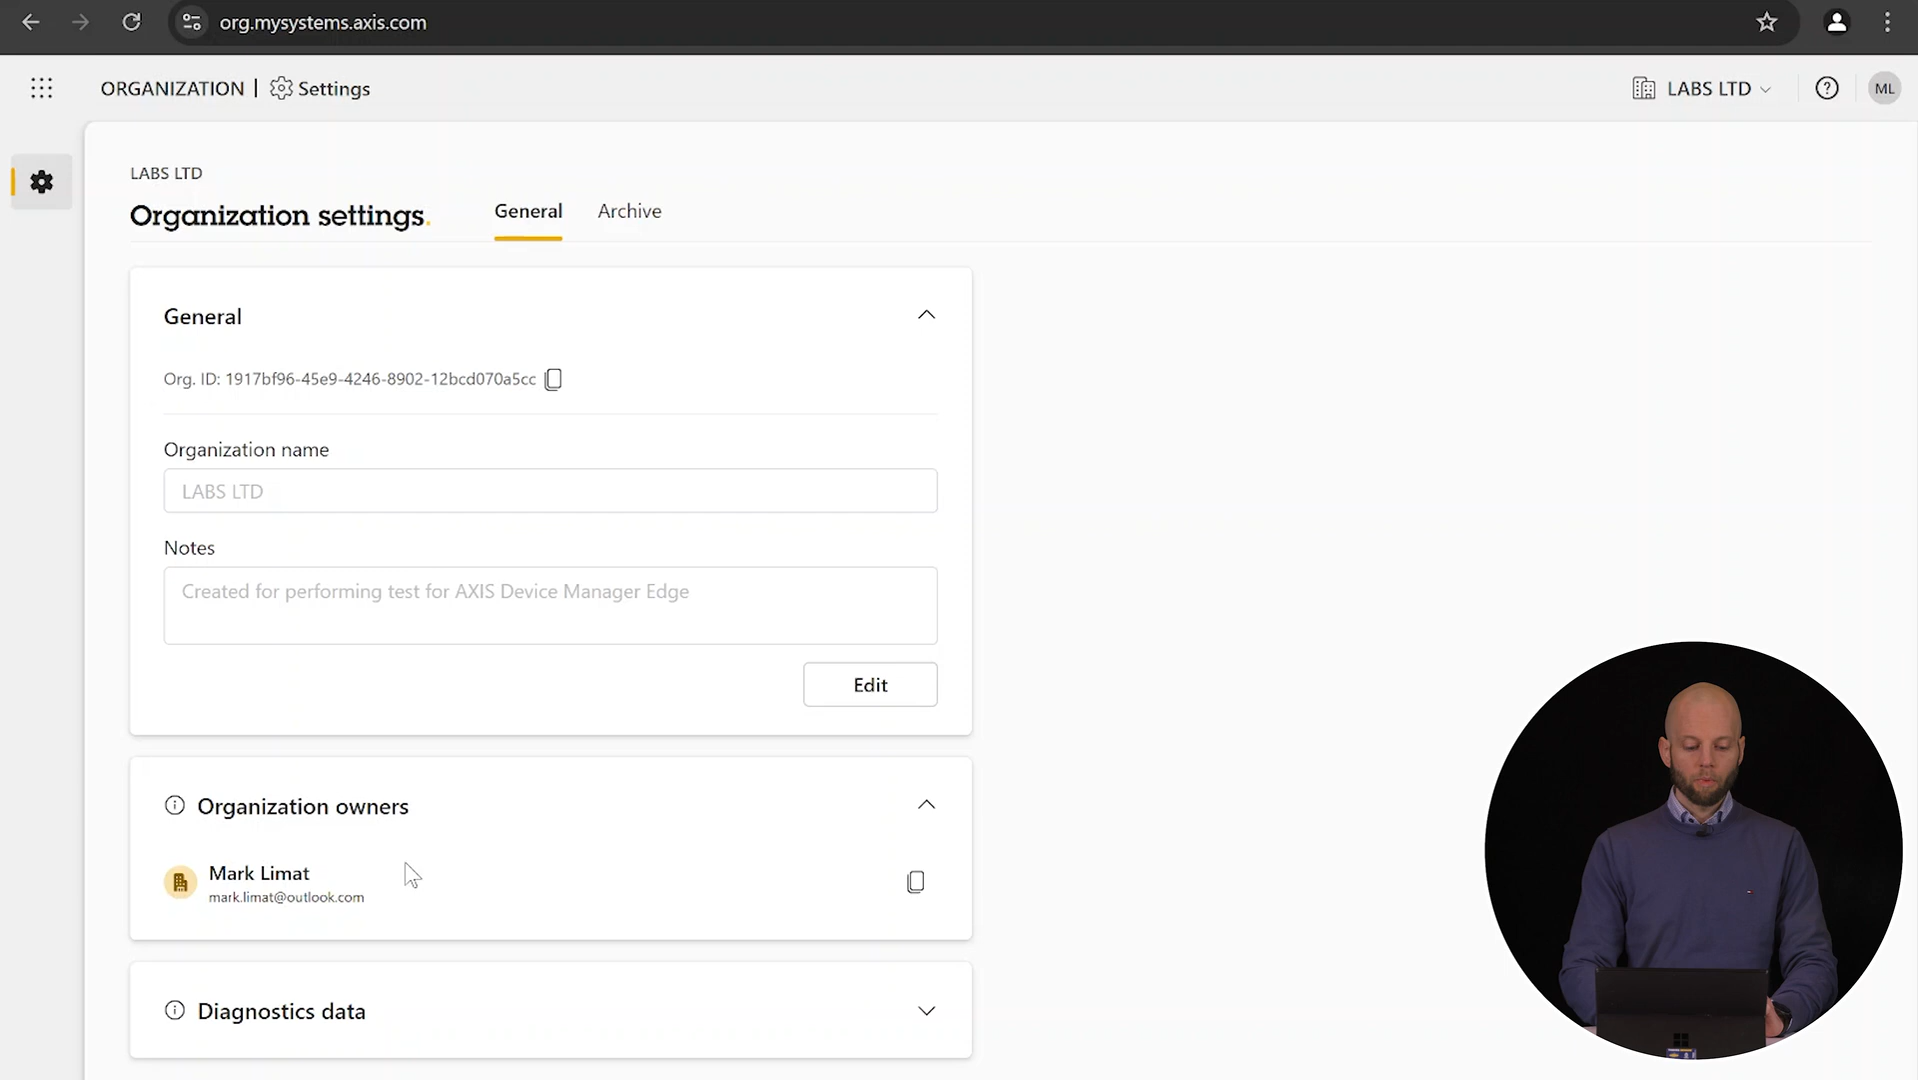 org.mysystems.axis.com
ORGANIZATION | Settings
LABS LTD
ML
LABS LTD
Organization settings.
General
Archive
General
Org. ID: 1917bf96-45e9-4246-8902-12bcd070a5cc
Organization name
LABS LTD
Notes
Created for performing test for AXIS Device Manager Edge
Edit
Organization owners
Mark Limat
mark.limat@outlook.com
Diagnostics data